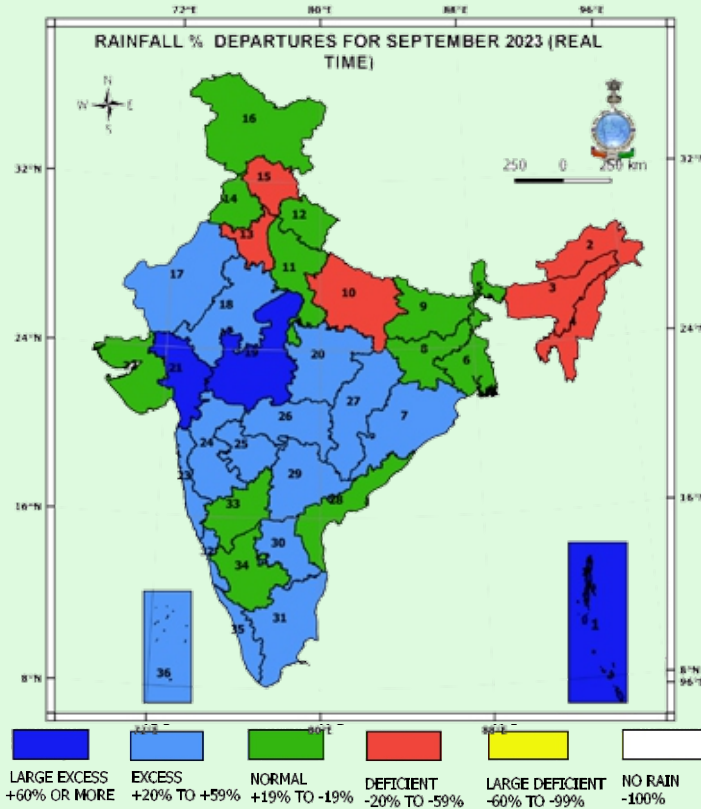 72°E 80°E 88°E 96°E
RAINFALL % DEPARTURES FOR SEPTEMBER 2023 (REAL
TIME)
N
W E
S
250 0 250 km
32°N 32°N
24°N 24°N
16°N 16°N
8°N 8°N
96°E
16
15
14
12
13
2
17
11
3
10
5
18
9
4
19
8
20
6
21
22
27
7
26
24
25
23
29
33
28
30
32
34
1
31
35
36
72°E 80°E 88°E
LARGE EXCESS
+60% OR MORE
EXCESS
+20% TO +59%
NORMAL
+19% TO -19%
DEFICIENT
-20% TO -59%
LARGE DEFICIENT
-60% TO -99%
NO RAIN
-100%